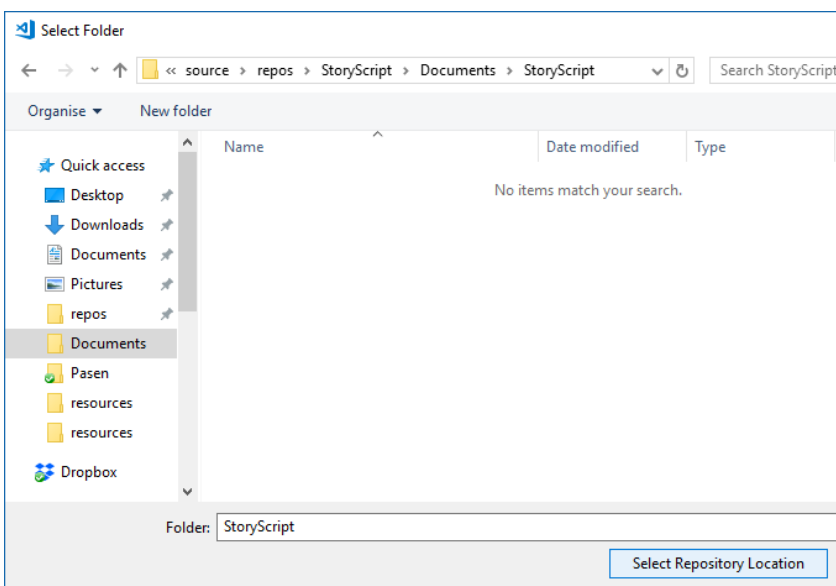 Select Folder
« source › repos › StoryScript › Documents › StoryScript
Search StoryScript
Organise New folder
Name Date modified Type
No items match your search.
Quick access
Desktop
Downloads
Documents
Pictures
repos
Documents
Pasen
resources
resources
Dropbox
Folder: StoryScript
Select Repository Location